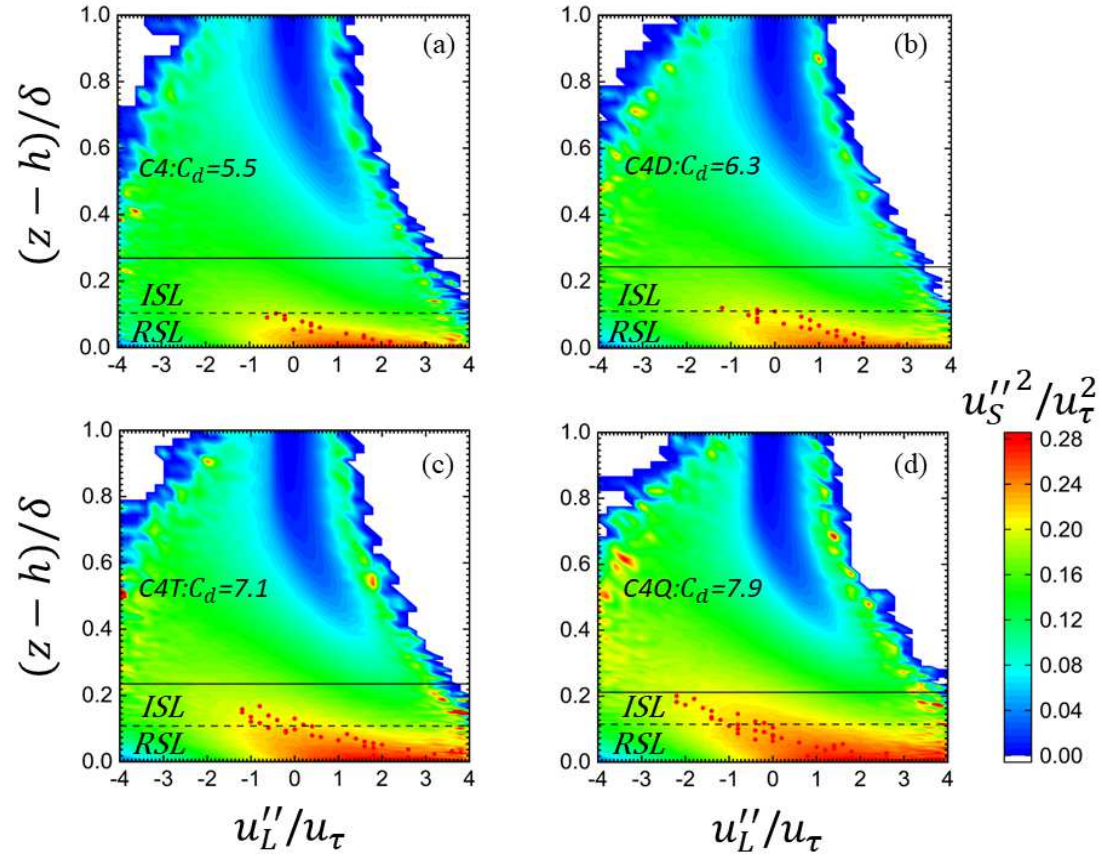 (a)
(b)
1.0
0.8
0.6
0.4
0.2
0.0
(z − h)/δ
C4:C_d=5.5
ISL
RSL
-4 -3 -2 -1 0 1 2 3 4
1.0
0.8
0.6
0.4
0.2
0.0
C4D:C_d=6.3
ISL
RSL
-4 -3 -2 -1 0 1 2 3 4
u_S''²/u_τ²
0.28
0.24
0.20
0.16
0.12
0.08
0.04
0.00
(c)
(d)
1.0
0.8
0.6
0.4
0.2
0.0
(z − h)/δ
C4T:C_d=7.1
ISL
RSL
-4 -3 -2 -1 0 1 2 3 4
u_L''/u_τ
1.0
0.8
0.6
0.4
0.2
0.0
C4Q:C_d=7.9
ISL
RSL
-4 -3 -2 -1 0 1 2 3 4
u_L''/u_τ